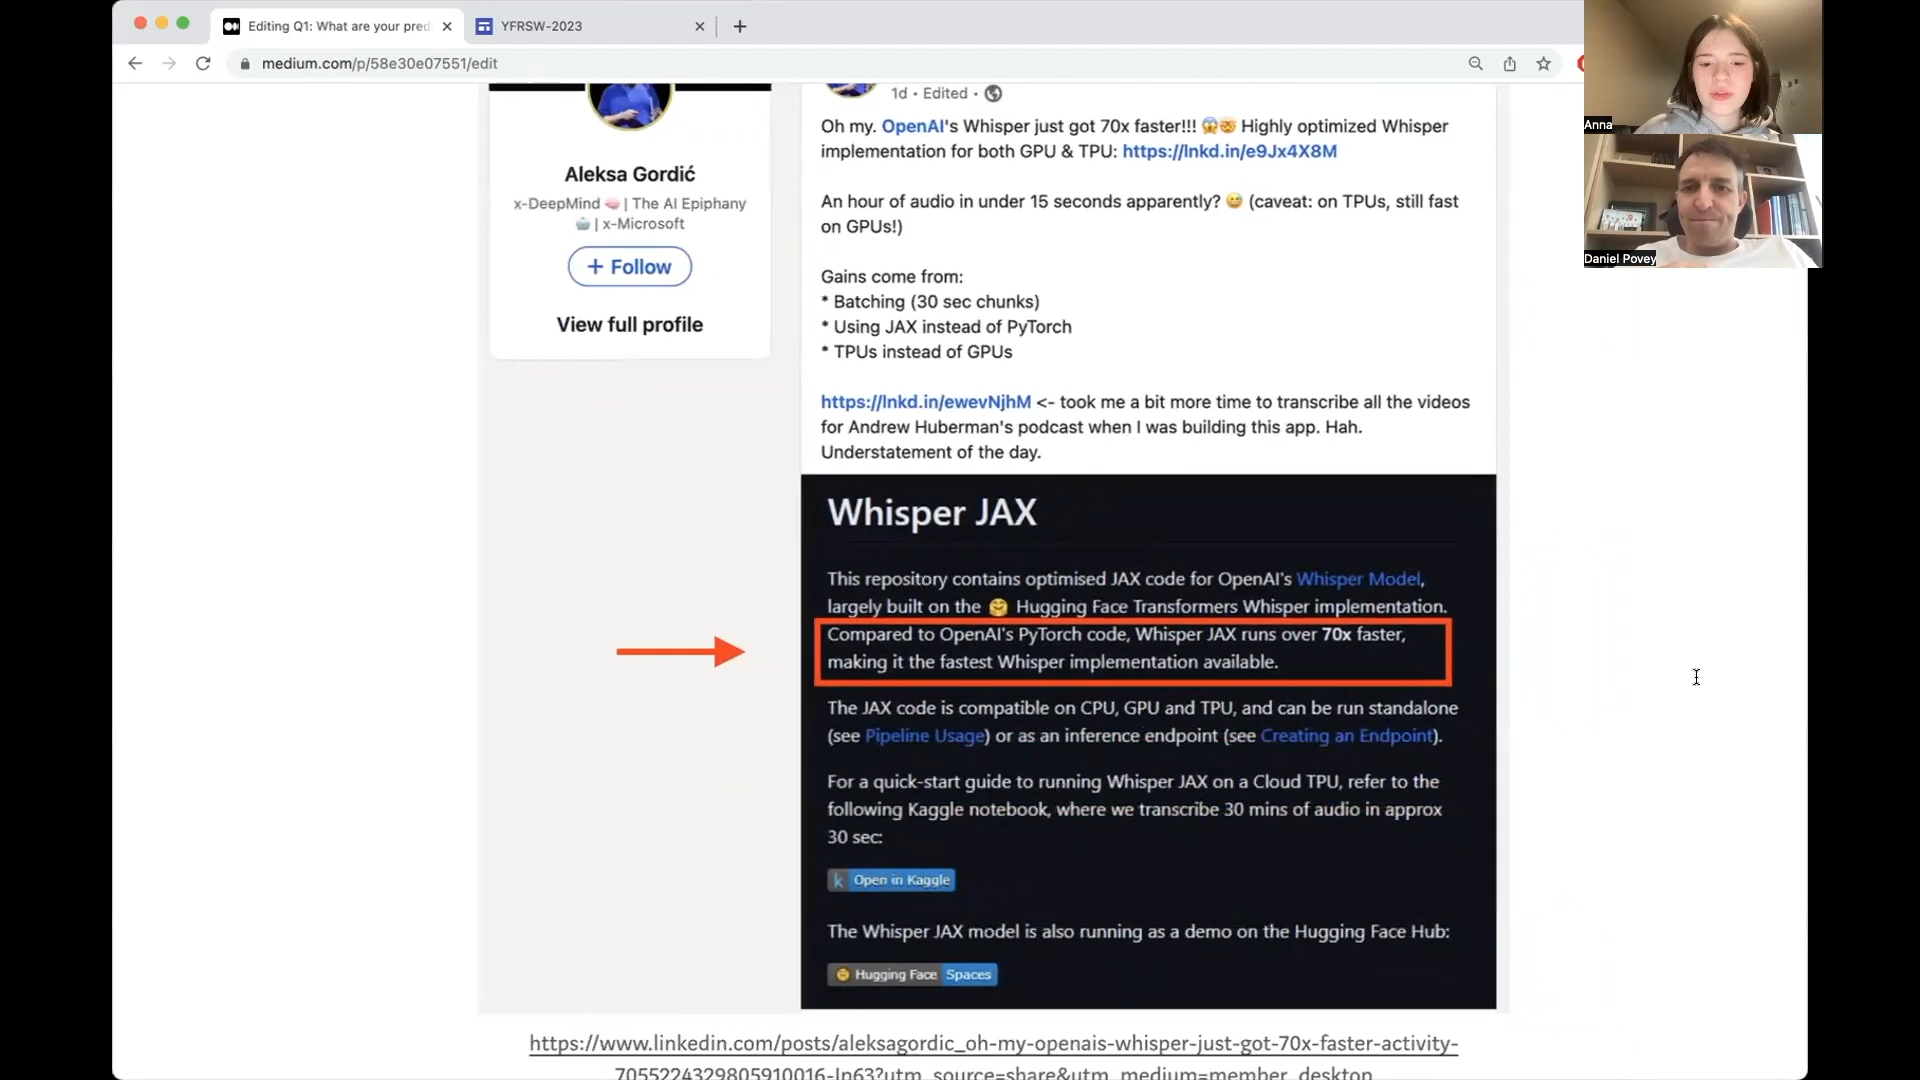 Editing Q1: What are your pred
YFRSW-2023
medium.com/p/58e30e07551/edit
Anna
Daniel Povey
Aleksa Gordić
x-DeepMind 🧠 | The AI Epiphany
🤖 | x-Microsoft
+ Follow
View full profile
1d • Edited •
Oh my. OpenAI's Whisper just got 70x faster!!! 😱🤯 Highly optimized Whisper
implementation for both GPU & TPU: https://lnkd.in/e9Jx4X8M
An hour of audio in under 15 seconds apparently? 😅 (caveat: on TPUs, still fast
on GPUs!)
Gains come from:
* Batching (30 sec chunks)
* Using JAX instead of PyTorch
* TPUs instead of GPUs
https://lnkd.in/ewevNjhM <- took me a bit more time to transcribe all the videos
for Andrew Huberman's podcast when I was building this app. Hah.
Understatement of the day.
Whisper JAX
This repository contains optimised JAX code for OpenAI's Whisper Model,
largely built on the 🤗 Hugging Face Transformers Whisper implementation.
Compared to OpenAI's PyTorch code, Whisper JAX runs over 70x faster,
making it the fastest Whisper implementation available.
The JAX code is compatible on CPU, GPU and TPU, and can be run standalone
(see Pipeline Usage) or as an inference endpoint (see Creating an Endpoint).
For a quick-start guide to running Whisper JAX on a Cloud TPU, refer to the
following Kaggle notebook, where we transcribe 30 mins of audio in approx
30 sec:
k Open in Kaggle
The Whisper JAX model is also running as a demo on the Hugging Face Hub:
🤗 Hugging Face Spaces
https://www.linkedin.com/posts/aleksagordic_oh-my-openais-whisper-just-got-70x-faster-activity-
7055224329805910016-In63?utm_source=share&utm_medium=member_desktop